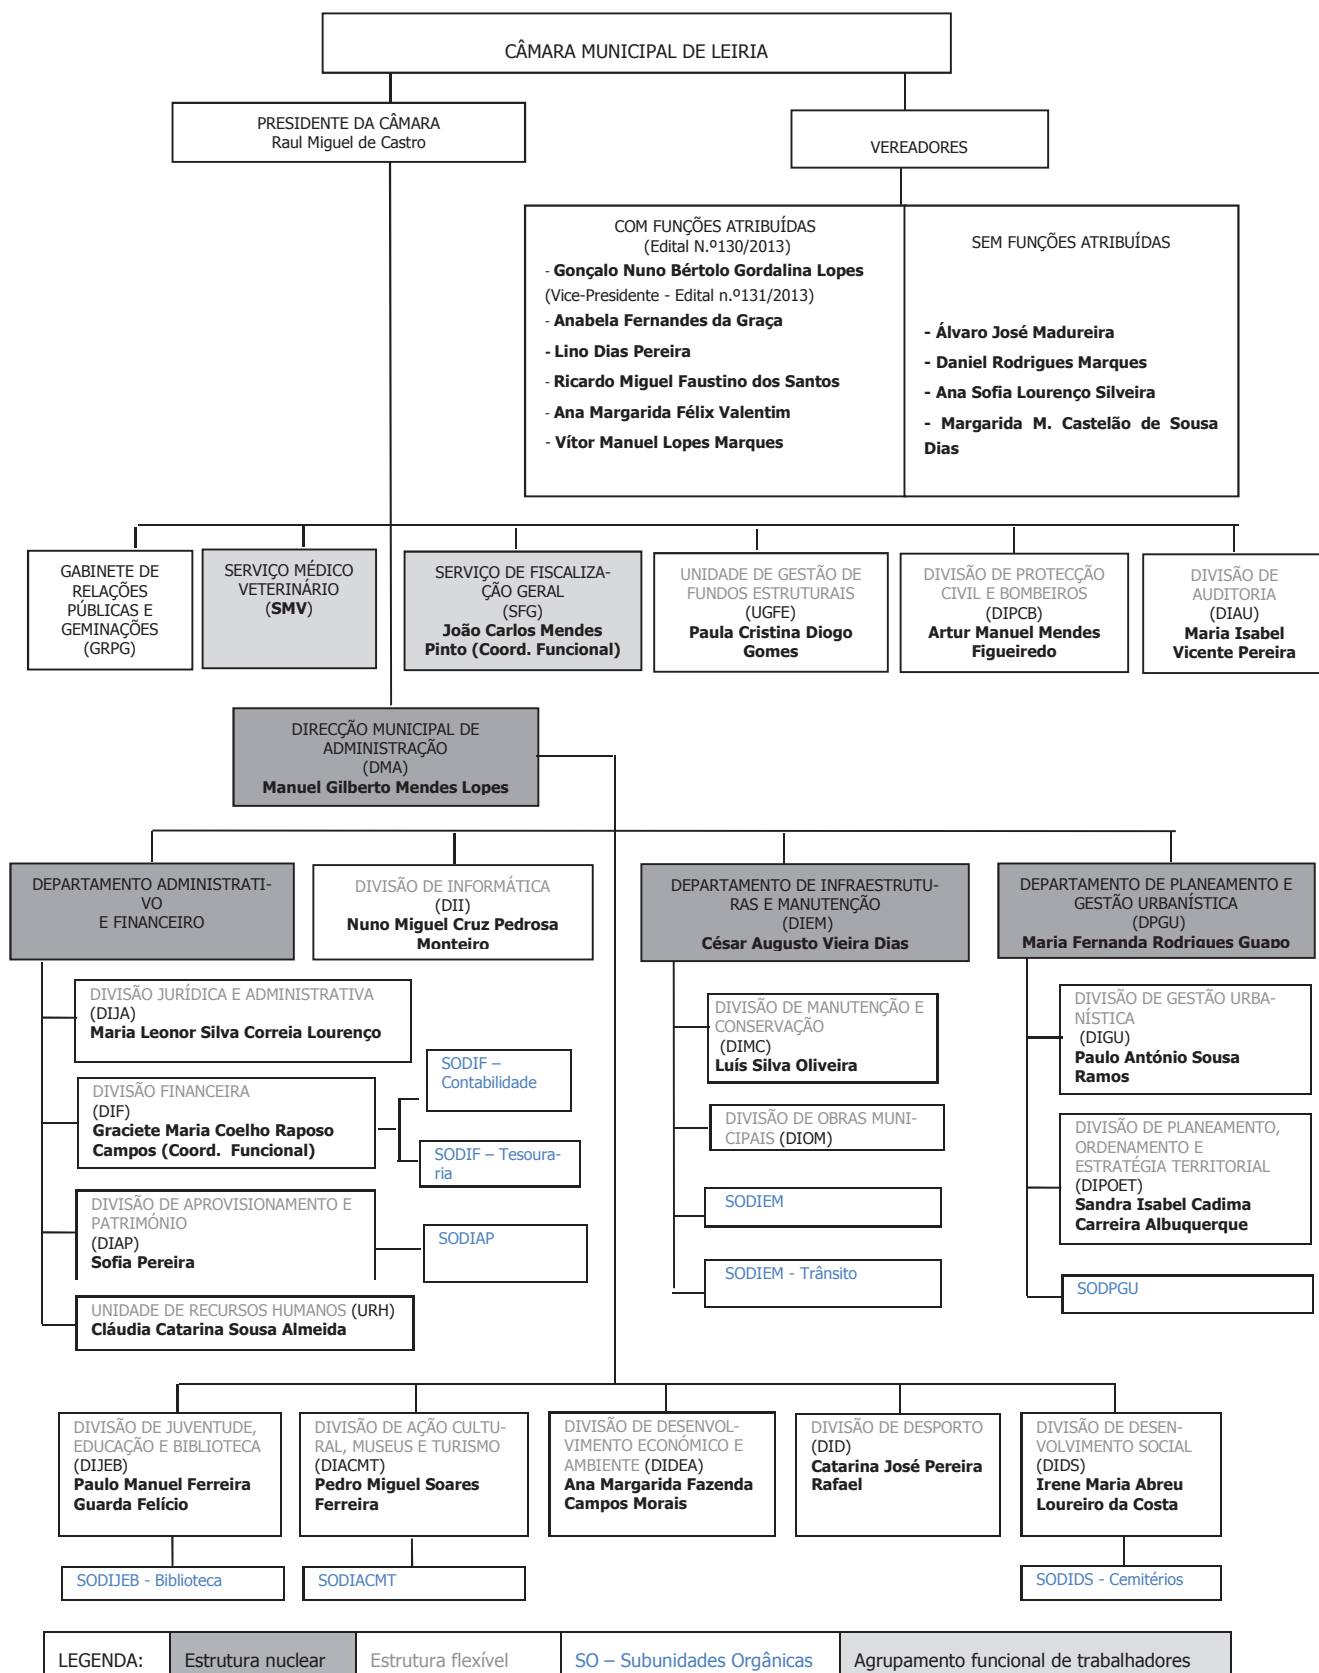 CÂMARA MUNICIPAL DE LEIRIA
PRESIDENTE DA CÂMARA
Raul Miguel de Castro
VEREADORES
COM FUNÇÕES ATRIBUÍDAS
(Edital N.º130/2013)
- Gonçalo Nuno Bértolo Gordalina Lopes
(Vice-Presidente - Edital n.º131/2013)
- Anabela Fernandes da Graça
- Lino Dias Pereira
- Ricardo Miguel Faustino dos Santos
- Ana Margarida Félix Valentim
- Vítor Manuel Lopes Marques
SEM FUNÇÕES ATRIBUÍDAS
- Álvaro José Madureira
- Daniel Rodrigues Marques
- Ana Sofia Lourenço Silveira
- Margarida M. Castelão de Sousa
Dias
GABINETE DE
RELAÇÕES
PÚBLICAS E
GEMINAÇÕES
(GRPG)
SERVIÇO MÉDICO
VETERINÁRIO
(SMV)
SERVIÇO DE FISCALIZA-
ÇÃO GERAL
(SFG)
João Carlos Mendes
Pinto (Coord. Funcional)
UNIDADE DE GESTÃO DE
FUNDOS ESTRUTURAIS
(UGFE)
Paula Cristina Diogo
Gomes
DIVISÃO DE PROTECÇÃO
CIVIL E BOMBEIROS
(DIPCB)
Artur Manuel Mendes
Figueiredo
DIVISÃO DE
AUDITORIA
(DIAU)
Maria Isabel
Vicente Pereira
DIRECÇÃO MUNICIPAL DE
ADMINISTRAÇÃO
(DMA)
Manuel Gilberto Mendes Lopes
DEPARTAMENTO ADMINISTRATI-
VO
E FINANCEIRO
DIVISÃO DE INFORMÁTICA
(DII)
Nuno Miguel Cruz Pedrosa
Monteiro
DEPARTAMENTO DE INFRAESTRUTU-
RAS E MANUTENÇÃO
(DIEM)
César Augusto Vieira Dias
DEPARTAMENTO DE PLANEAMENTO E
GESTÃO URBANÍSTICA
(DPGU)
Maria Fernanda Rodrigues Guapo
DIVISÃO JURÍDICA E ADMINISTRATIVA
(DIJA)
Maria Leonor Silva Correia Lourenço
DIVISÃO FINANCEIRA
(DIF)
Graciete Maria Coelho Raposo
Campos (Coord. Funcional)
SODIF –
Contabilidade
SODIF – Tesoura-
ria
DIVISÃO DE APROVISIONAMENTO E
PATRIMÓNIO
(DIAP)
Sofia Pereira
SODIAP
UNIDADE DE RECURSOS HUMANOS (URH)
Cláudia Catarina Sousa Almeida
DIVISÃO DE MANUTENÇÃO E
CONSERVAÇÃO
(DIMC)
Luís Silva Oliveira
DIVISÃO DE OBRAS MUNI-
CIPAIS (DIOM)
SODIEM
SODIEM - Trânsito
DIVISÃO DE GESTÃO URBA-
NÍSTICA
(DIGU)
Paulo António Sousa
Ramos
DIVISÃO DE PLANEAMENTO,
ORDENAMENTO E
ESTRATÉGIA TERRITORIAL
(DIPOET)
Sandra Isabel Cadima
Carreira Albuquerque
SODPGU
DIVISÃO DE JUVENTUDE,
EDUCAÇÃO E BIBLIOTECA
(DIJEB)
Paulo Manuel Ferreira
Guarda Felício
DIVISÃO DE AÇÃO CULTU-
RAL, MUSEUS E TURISMO
(DIACMT)
Pedro Miguel Soares
Ferreira
DIVISÃO DE DESENVOL-
VIMENTO ECONÓMICO E
AMBIENTE (DIDEA)
Ana Margarida Fazenda
Campos Morais
DIVISÃO DE DESPORTO
(DID)
Catarina José Pereira
Rafael
DIVISÃO DE DESEN-
VOLVIMENTO SOCIAL
(DIDS)
Irene Maria Abreu
Loureiro da Costa
SODIJEB - Biblioteca
SODIACMT
SODIDS - Cemitérios
LEGENDA:
Estrutura nuclear
Estrutura flexível
SO – Subunidades Orgânicas
Agrupamento funcional de trabalhadores